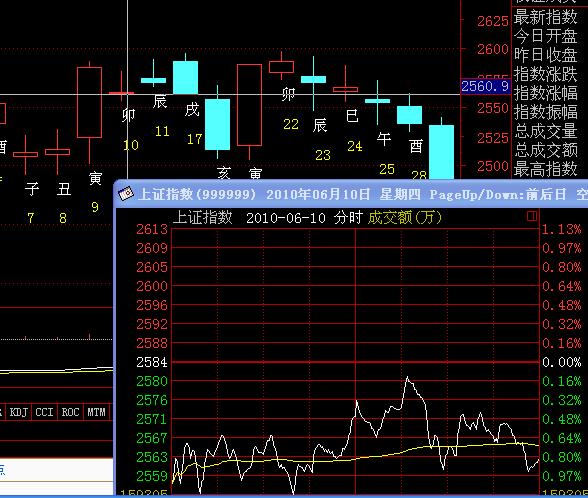 最新指数
今日开盘
昨日收盘
指数涨跌
指数涨幅
指数振幅
总成交量
总成交额
最高指数
2625
2600
2560.9
2550
2525
2500
卯
10
辰
11
戌
17
亥
寅
卯
22
辰
23
巳
24
午
25
酉
28
子
7
丑
8
寅
9
上证指数(999999) 2010年06月10日 星期四 PageUp/Down:前后日 空
上证指数 2010-06-10 分时 成交额(万)
2613 1.13%
2609 0.97%
2605 0.80%
2600 0.64%
2596 0.48%
2592 0.32%
2588 0.16%
2584 0.00%
2580 0.16%
2576 0.32%
2571 0.48%
2567 0.64%
2563 0.80%
2559 0.97%
KDJ CCI ROC MTM
点